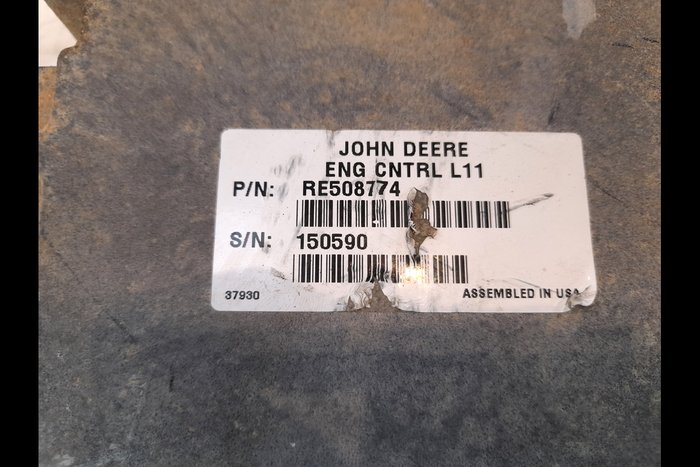 JOHN DEERE
ENG CNTRL L11
P/N: RE508774
S/N: 150590
37930 ASSEMBLED IN USA